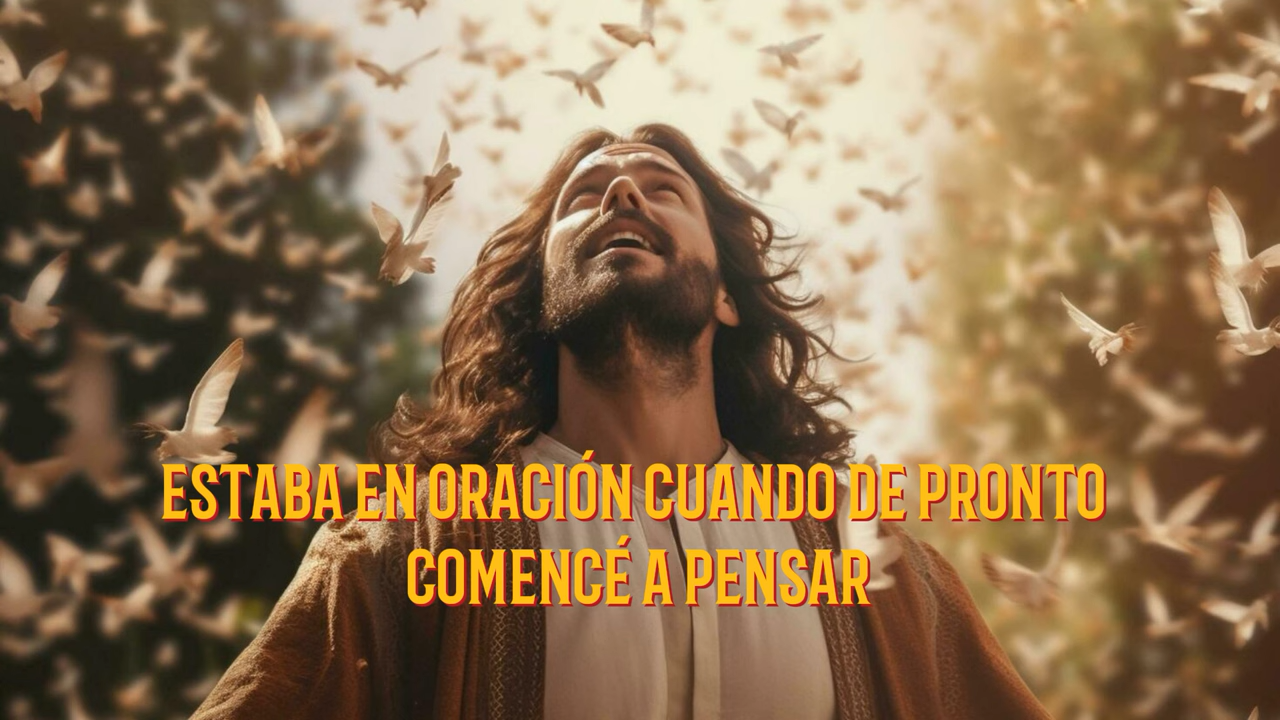 ESTABA EN ORACIÓN CUANDO DE PRONTO
COMENCÉ A PENSAR